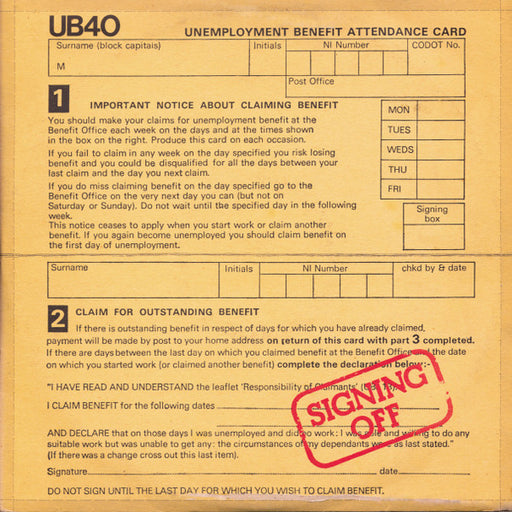 UB40 UNEMPLOYMENT BENEFIT ATTENDANCE CARD
Surname (block capitals) Initials NI Number CODOT No.
M
Post Office
1 IMPORTANT NOTICE ABOUT CLAIMING BENEFIT
You should make your claims for unemployment benefit at the
Benefit Office each week on the days and at the times shown
in the box on the right. Produce this card on each occasion.
If you fail to claim in any week on the day specified you risk losing
benefit and you could be disqualified for all the days between your
last claim and the day you next claim.
If you do miss claiming benefit on the day specified go to the
Benefit Office on the very next day you can (but not on
Saturday or Sunday). Do not wait until the specified day in the following
week.
This notice ceases to apply when you start work or claim another
benefit. If you again become unemployed you should claim benefit on
the first day of unemployment.
MON
TUES
WEDS
THU
FRI
Signing
box
Surname Initials NI Number chkd by & date
2 CLAIM FOR OUTSTANDING BENEFIT
If there is outstanding benefit in respect of days for which you have already claimed,
payment will be made by post to your home address on return of this card with part 3 completed.
If there are days between the last day on which you claimed benefit at the Benefit Office and the date
on which you started work (or claimed another benefit) complete the declaration below:-
"I HAVE READ AND UNDERSTAND the leaflet 'Responsibility of Claimants'
I CLAIM BENEFIT for the following dates
AND DECLARE that on those days I was unemployed and did no work: I was able and willing to do any
suitable work but was unable to get any: the circumstances of my dependants were as last stated."
(If there was a change cross out this last item).
Signature date
DO NOT SIGN UNTIL THE LAST DAY FOR WHICH YOU WISH TO CLAIM BENEFIT.
SIGNING
OFF